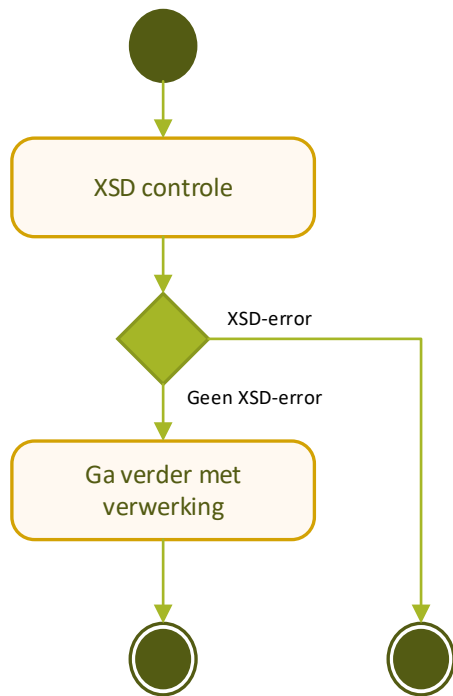 XSD controle
XSD-error
Geen XSD-error
Ga verder met
verwerking